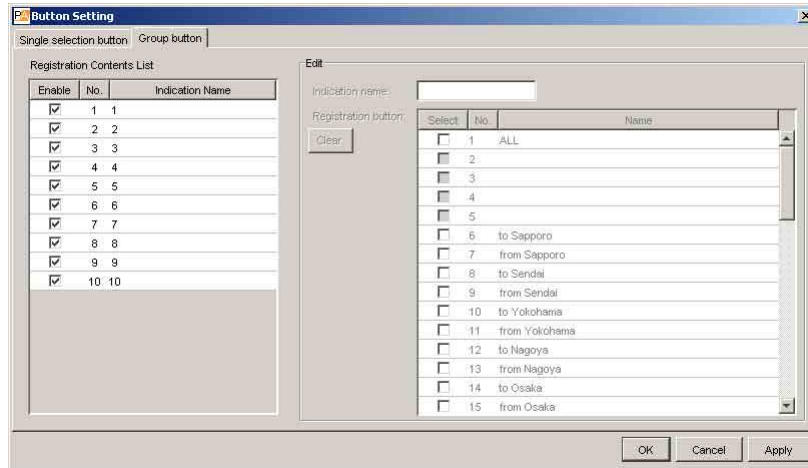 PA Button Setting
Single selection button Group button
Registration Contents List
Enable No. Indication Name
1 1
2 2
3 3
4 4
5 5
6 6
7 7
8 8
9 9
10 10
Edit
Indication name:
Registration button:
Clear
Select No. Name
1 ALL
2
3
4
5
6 to Sapporo
7 from Sapporo
8 to Sendai
9 from Sendai
10 to Yokohama
11 from Yokohama
12 to Nagoya
13 from Nagoya
14 to Osaka
15 from Osaka
OK Cancel Apply